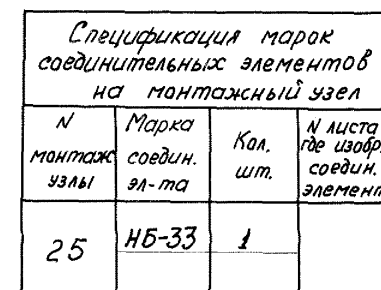 Спецификация марок
соединительных элементов
на монтажный узел
N
монтаж
узлы
Марка
соедин.
эл-та
Кол.
шт.
N листа
где изобр.
соедин.
элемент
25
НБ-33
1